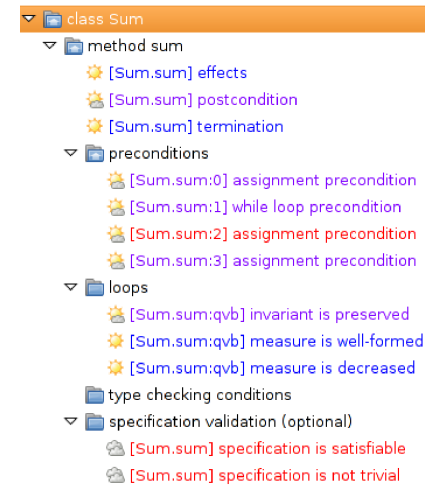 class Sum
method sum
[Sum.sum] effects
[Sum.sum] postcondition
[Sum.sum] termination
preconditions
[Sum.sum:0] assignment precondition
[Sum.sum:1] while loop precondition
[Sum.sum:2] assignment precondition
[Sum.sum:3] assignment precondition
loops
[Sum.sum:qvb] invariant is preserved
[Sum.sum:qvb] measure is well-formed
[Sum.sum:qvb] measure is decreased
type checking conditions
specification validation (optional)
[Sum.sum] specification is satisfiable
[Sum.sum] specification is not trivial